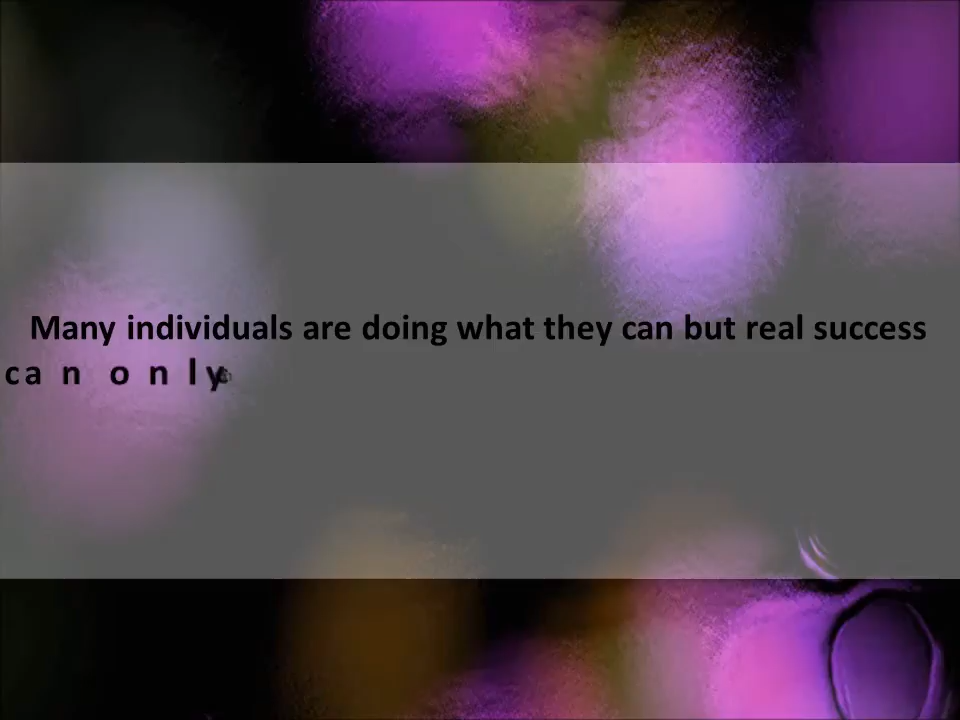 Many individuals are doing what they can but real success
can only